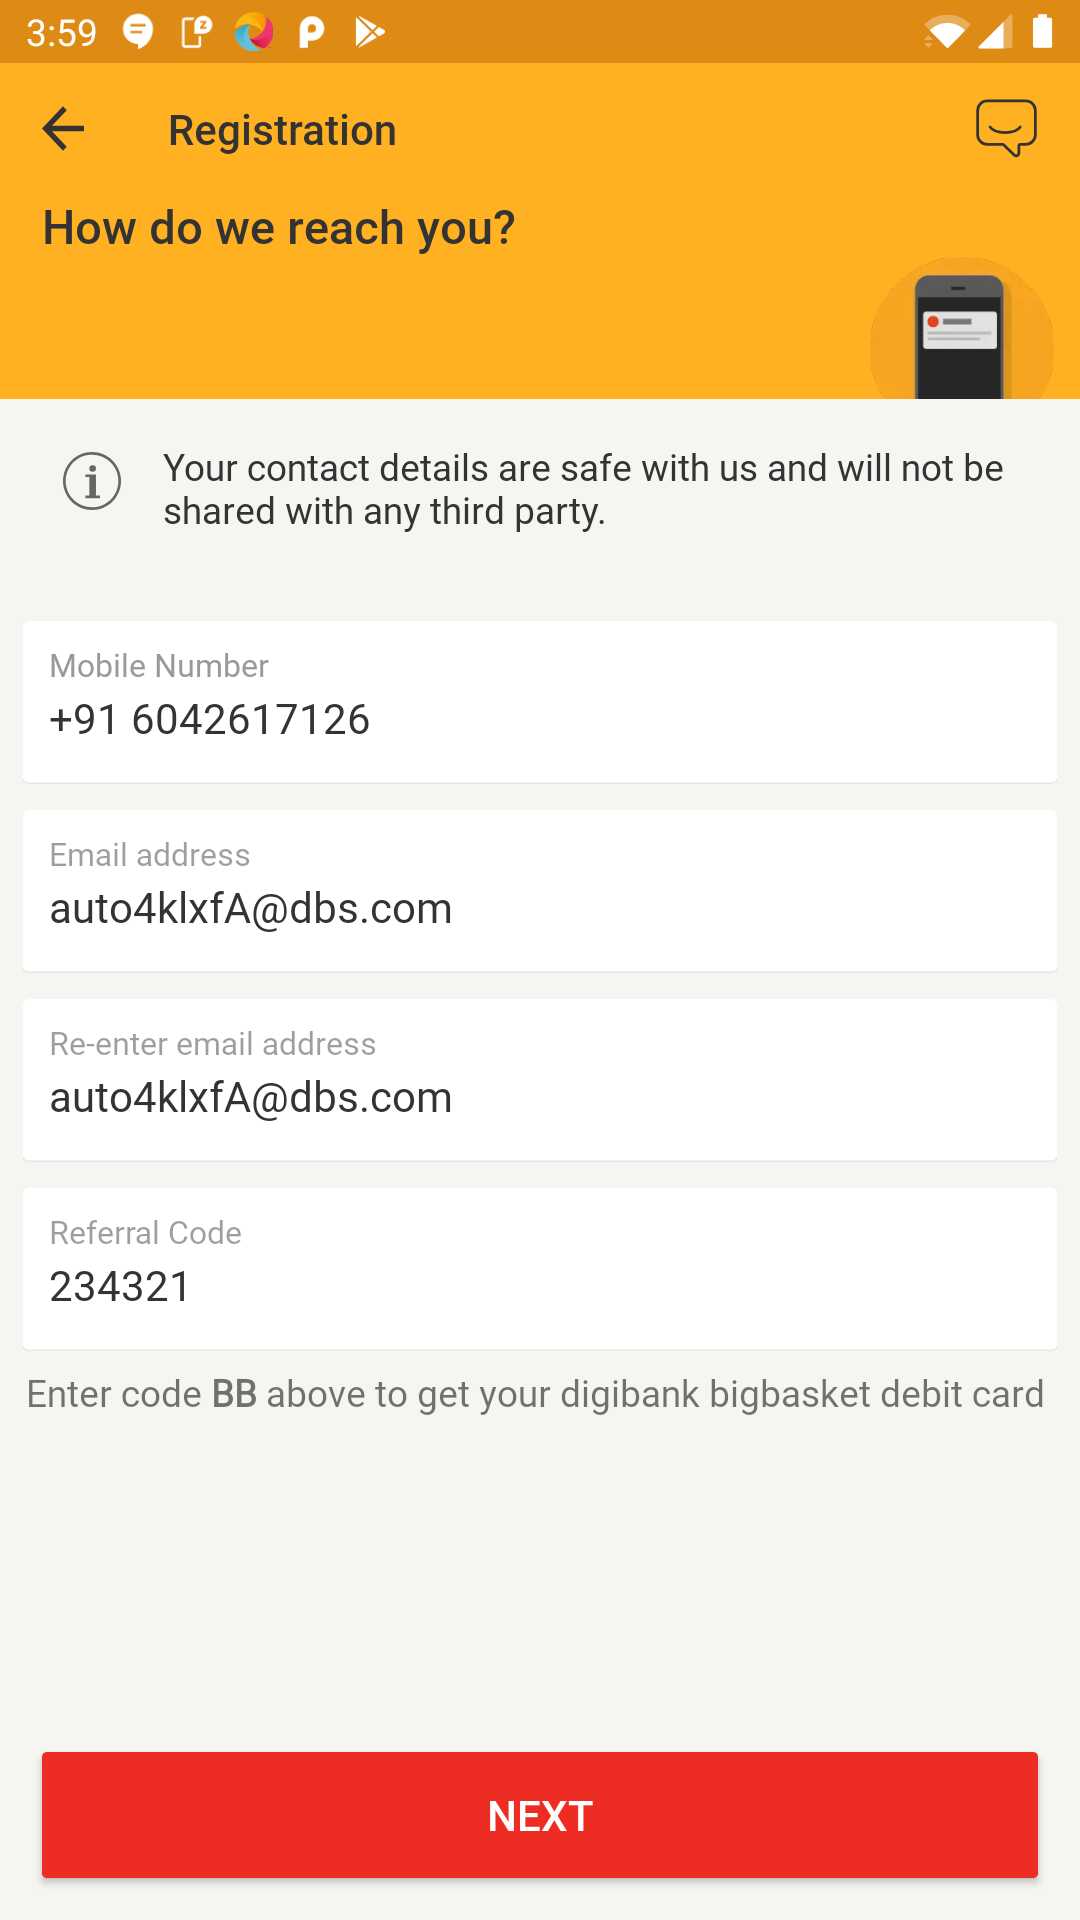 3:59
Registration
How do we reach you?
Your contact details are safe with us and will not be
shared with any third party.
Mobile Number
+91 6042617126
Email address
auto4klxfA@dbs.com
Re-enter email address
auto4klxfA@dbs.com
Referral Code
234321
Enter code BB above to get your digibank bigbasket debit card
NEXT